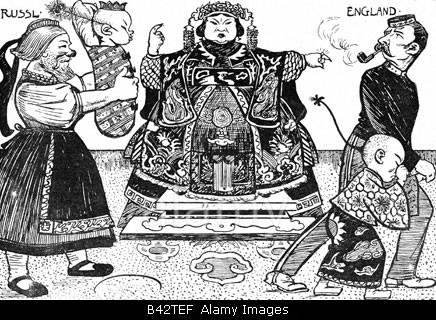 RUSSL.
ENGLAND.
B42TEF Alamy Images